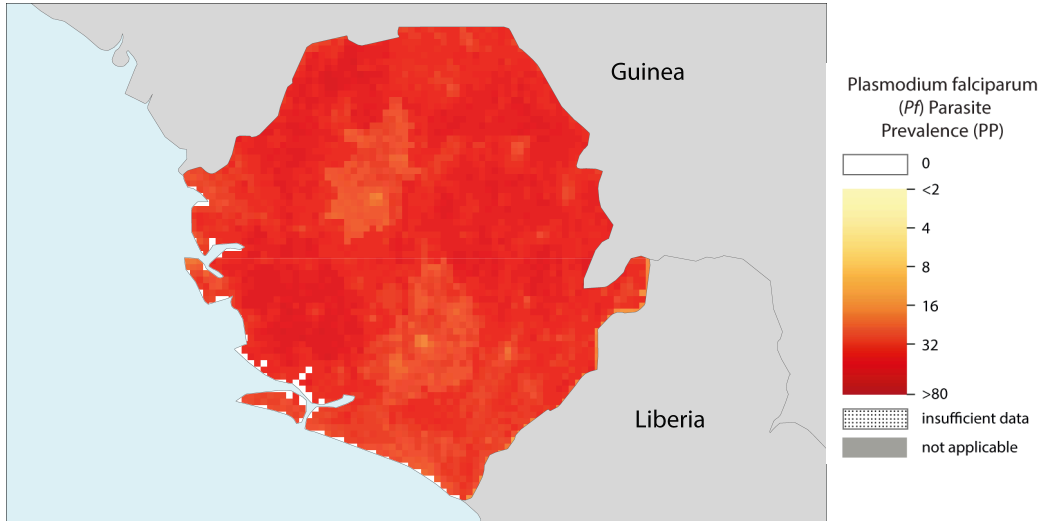 Guinea
Liberia
Plasmodium falciparum
(Pf) Parasite
Prevalence (PP)
0
<2
4
8
16
32
>80
insufficient data
not applicable